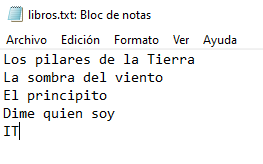 libros.txt: Bloc de notas
Archivo Edición Formato Ver Ayuda
Los pilares de la Tierra
La sombra del viento
El principito
Dime quien soy
IT